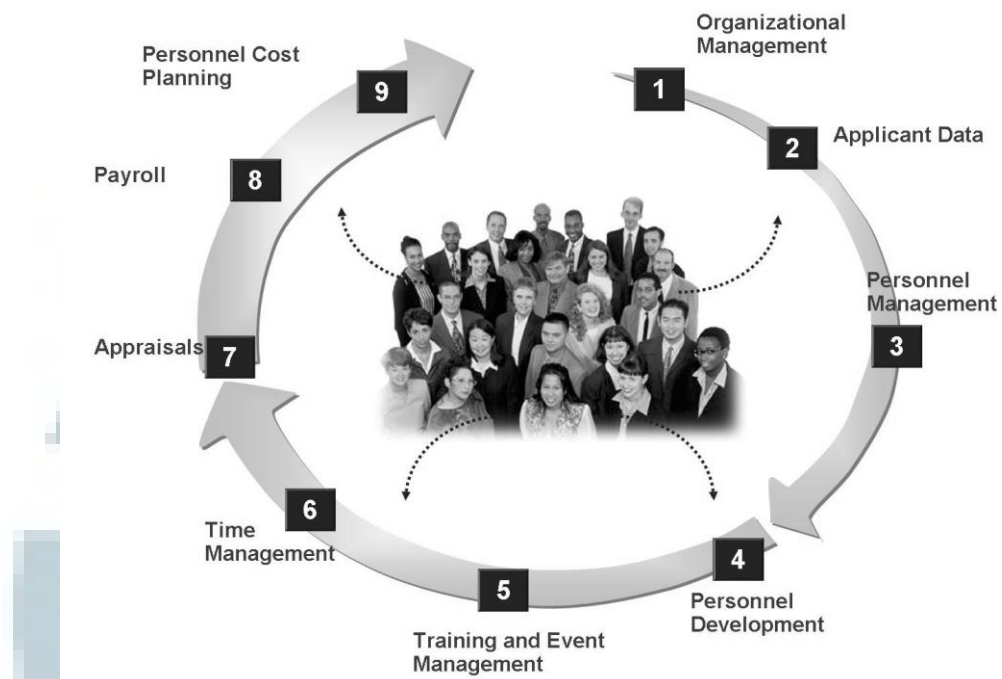 Organizational
Management
1
2
Applicant Data
Personnel
Management
3
4
Personnel
Development
5
Training and Event
Management
6
Time
Management
Appraisals
7
Payroll
8
Personnel Cost
Planning
9